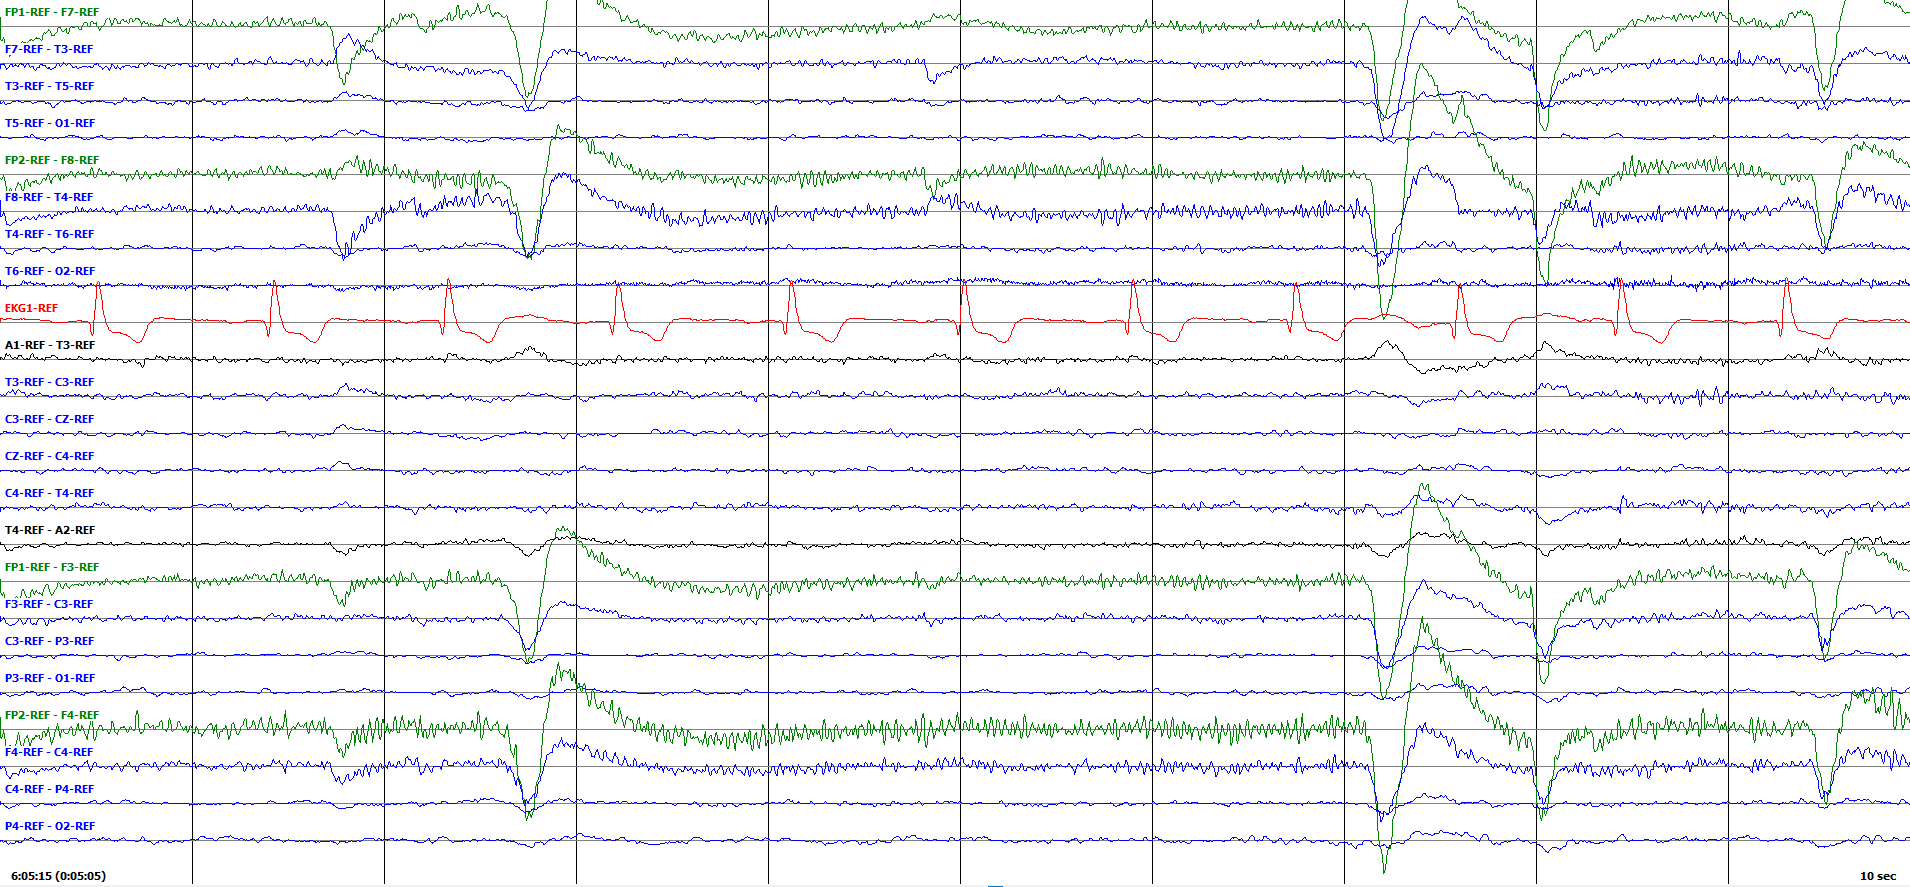 FP1-REF - F7-REF
F7-REF - T3-REF
T3-REF - T5-REF
T5-REF - O1-REF
FP2-REF - F8-REF
F8-REF - T4-REF
T4-REF - T6-REF
T6-REF - O2-REF
EKG1-REF
A1-REF - T3-REF
T3-REF - C3-REF
C3-REF - CZ-REF
CZ-REF - C4-REF
C4-REF - T4-REF
T4-REF - A2-REF
FP1-REF - F3-REF
F3-REF - C3-REF
C3-REF - P3-REF
P3-REF - O1-REF
FP2-REF - F4-REF
F4-REF - C4-REF
C4-REF - P4-REF
P4-REF - O2-REF
6:05:15 (0:05:05) 10 sec